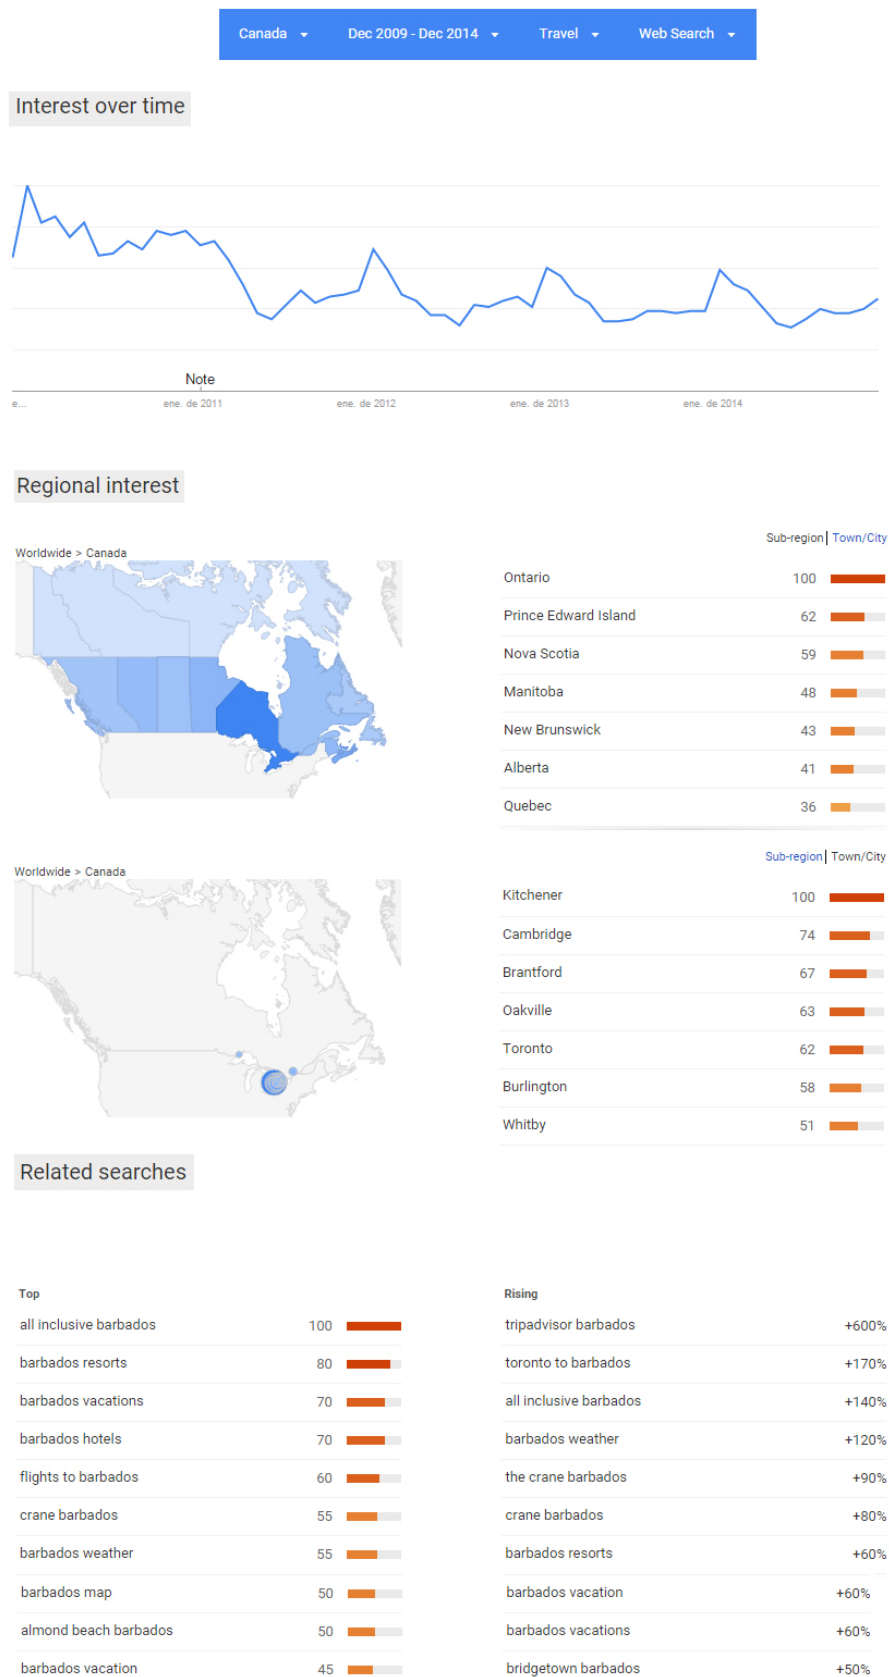 Canada Dec 2009 - Dec 2014 Travel Web Search
Interest over time
Note
e... ene. de 2011 ene. de 2012 ene. de 2013 ene. de 2014
Regional interest
Sub-region Town/City
Worldwide > Canada
Ontario 100
Prince Edward Island 62
Nova Scotia 59
Manitoba 48
New Brunswick 43
Alberta 41
Quebec 36
Sub-region Town/City
Worldwide > Canada
Kitchener 100
Cambridge 74
Brantford 67
Oakville 63
Toronto 62
Burlington 58
Whitby 51
Related searches
Top
all inclusive barbados 100
barbados resorts 80
barbados vacations 70
barbados hotels 70
flights to barbados 60
crane barbados 55
barbados weather 55
barbados map 50
almond beach barbados 50
barbados vacation 45
Rising
tripadvisor barbados +600%
toronto to barbados +170%
all inclusive barbados +140%
barbados weather +120%
the crane barbados +90%
crane barbados +80%
barbados resorts +60%
barbados vacation +60%
barbados vacations +60%
bridgetown barbados +50%